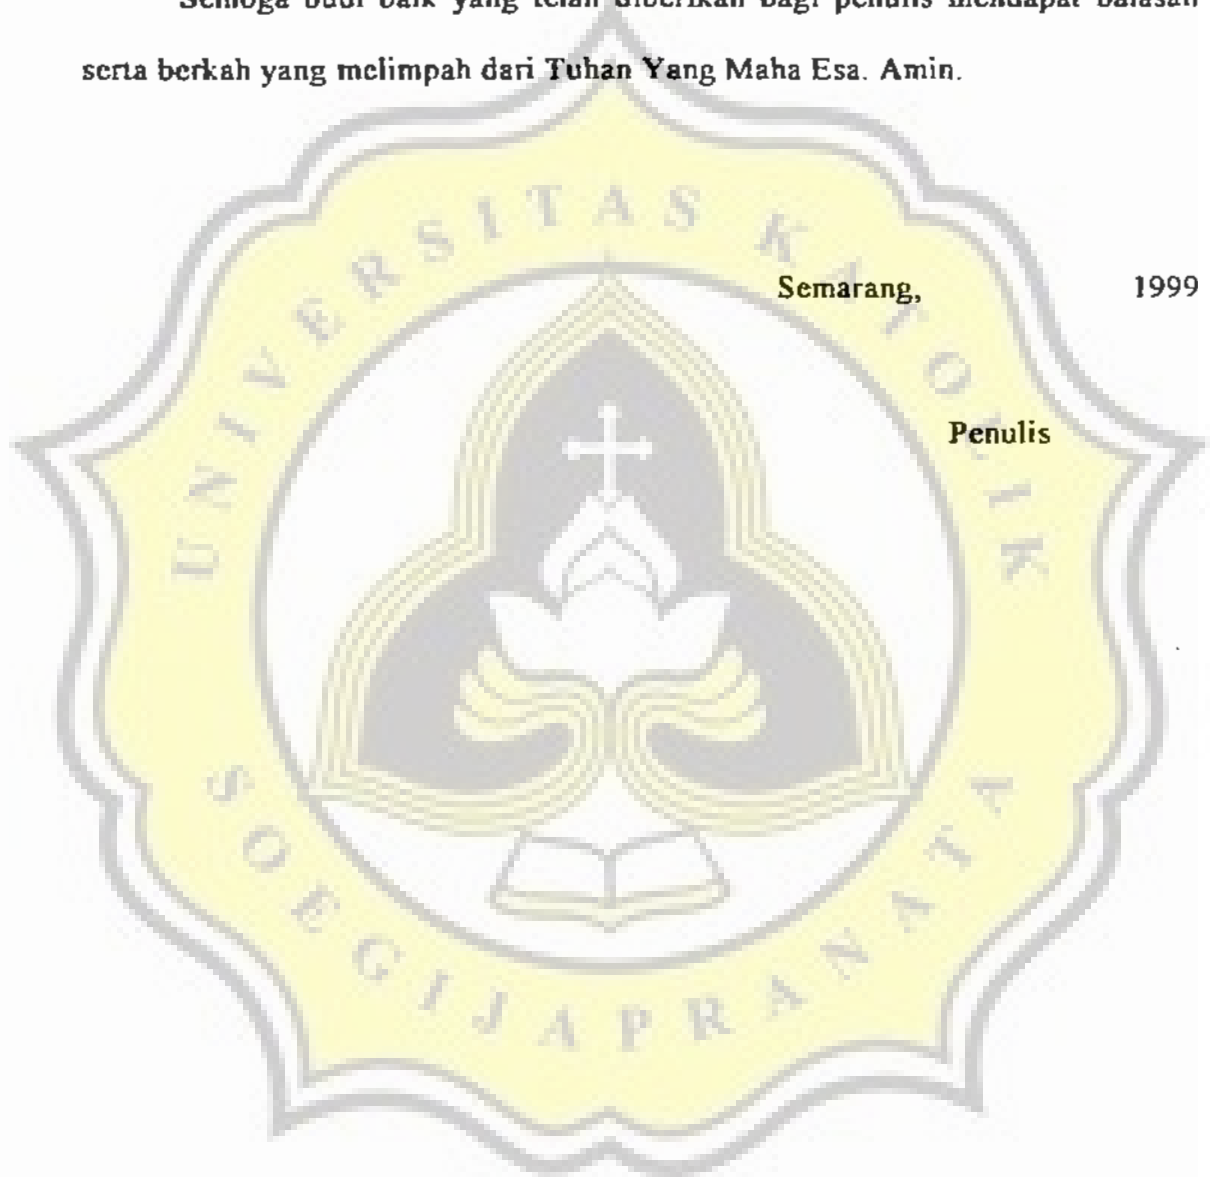 Semoga budi baik yang telah diberikan bagi penulis mendapat balasan
serta berkah yang melimpah dari Tuhan Yang Maha Esa. Amin.
UNIVERSITAS KATOLIK
Semarang, 1999
Penulis
SOEGIJAPRANATA